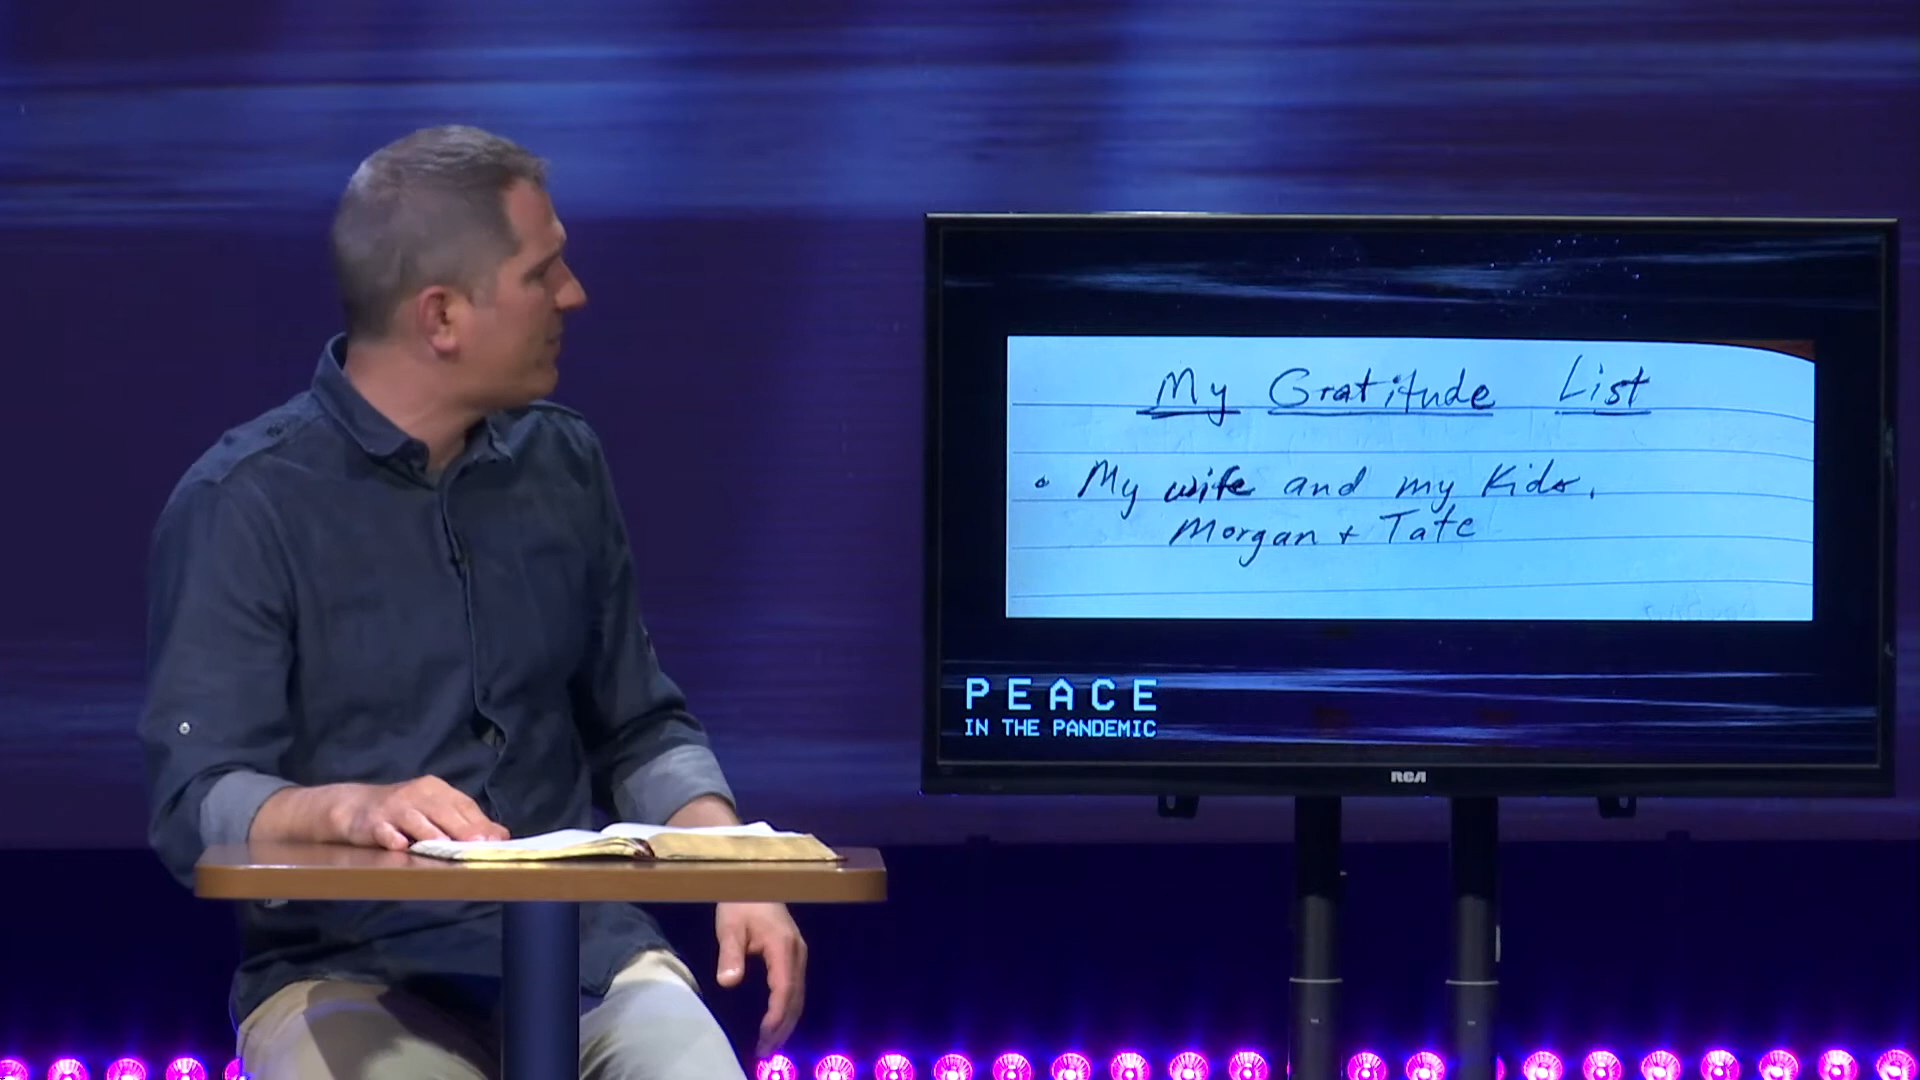 My Gratitude List
• My wife and my kids.
Morgan + Tate
PEACE
IN THE PANDEMIC
RCA